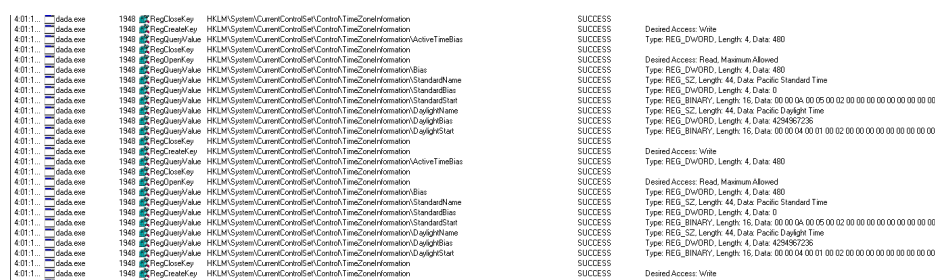 4:01:1... dada.exe 1948 RegCloseKey HKLM\System\CurrentControlSet\Control\TimeZoneInformation SUCCESS
4:01:1... dada.exe 1948 RegCreateKey HKLM\System\CurrentControlSet\Control\TimeZoneInformation SUCCESS Desired Access: Write
4:01:1... dada.exe 1948 RegQueryValue HKLM\System\CurrentControlSet\Control\TimeZoneInformation\ActiveTimeBias SUCCESS Type: REG_DWORD, Length: 4, Data: 480
4:01:1... dada.exe 1948 RegCloseKey HKLM\System\CurrentControlSet\Control\TimeZoneInformation SUCCESS
4:01:1... dada.exe 1948 RegOpenKey HKLM\System\CurrentControlSet\Control\TimeZoneInformation SUCCESS Desired Access: Read, Maximum Allowed
4:01:1... dada.exe 1948 RegQueryValue HKLM\System\CurrentControlSet\Control\TimeZoneInformation\Bias SUCCESS Type: REG_DWORD, Length: 4, Data: 480
4:01:1... dada.exe 1948 RegQueryValue HKLM\System\CurrentControlSet\Control\TimeZoneInformation\StandardName SUCCESS Type: REG_SZ, Length: 44, Data: Pacific Standard Time
4:01:1... dada.exe 1948 RegQueryValue HKLM\System\CurrentControlSet\Control\TimeZoneInformation\StandardBias SUCCESS Type: REG_DWORD, Length: 4, Data: 0
4:01:1... dada.exe 1948 RegQueryValue HKLM\System\CurrentControlSet\Control\TimeZoneInformation\StandardStart SUCCESS Type: REG_BINARY, Length: 16, Data: 00 00 0A 00 05 00 02 00 00 00 00 00 00 00 00 00
4:01:1... dada.exe 1948 RegQueryValue HKLM\System\CurrentControlSet\Control\TimeZoneInformation\DaylightName SUCCESS Type: REG_SZ, Length: 44, Data: Pacific Daylight Time
4:01:1... dada.exe 1948 RegQueryValue HKLM\System\CurrentControlSet\Control\TimeZoneInformation\DaylightBias SUCCESS Type: REG_DWORD, Length: 4, Data: 4294967236
4:01:1... dada.exe 1948 RegQueryValue HKLM\System\CurrentControlSet\Control\TimeZoneInformation\DaylightStart SUCCESS Type: REG_BINARY, Length: 16, Data: 00 00 04 00 01 00 02 00 00 00 00 00 00 00 00 00
4:01:1... dada.exe 1948 RegCloseKey HKLM\System\CurrentControlSet\Control\TimeZoneInformation SUCCESS
4:01:1... dada.exe 1948 RegCreateKey HKLM\System\CurrentControlSet\Control\TimeZoneInformation SUCCESS Desired Access: Write
4:01:1... dada.exe 1948 RegQueryValue HKLM\System\CurrentControlSet\Control\TimeZoneInformation\ActiveTimeBias SUCCESS Type: REG_DWORD, Length: 4, Data: 480
4:01:1... dada.exe 1948 RegCloseKey HKLM\System\CurrentControlSet\Control\TimeZoneInformation SUCCESS
4:01:1... dada.exe 1948 RegOpenKey HKLM\System\CurrentControlSet\Control\TimeZoneInformation SUCCESS Desired Access: Read, Maximum Allowed
4:01:1... dada.exe 1948 RegQueryValue HKLM\System\CurrentControlSet\Control\TimeZoneInformation\Bias SUCCESS Type: REG_DWORD, Length: 4, Data: 480
4:01:1... dada.exe 1948 RegQueryValue HKLM\System\CurrentControlSet\Control\TimeZoneInformation\StandardName SUCCESS Type: REG_SZ, Length: 44, Data: Pacific Standard Time
4:01:1... dada.exe 1948 RegQueryValue HKLM\System\CurrentControlSet\Control\TimeZoneInformation\StandardBias SUCCESS Type: REG_DWORD, Length: 4, Data: 0
4:01:1... dada.exe 1948 RegQueryValue HKLM\System\CurrentControlSet\Control\TimeZoneInformation\StandardStart SUCCESS Type: REG_BINARY, Length: 16, Data: 00 00 0A 00 05 00 02 00 00 00 00 00 00 00 00 00
4:01:1... dada.exe 1948 RegQueryValue HKLM\System\CurrentControlSet\Control\TimeZoneInformation\DaylightName SUCCESS Type: REG_SZ, Length: 44, Data: Pacific Daylight Time
4:01:1... dada.exe 1948 RegQueryValue HKLM\System\CurrentControlSet\Control\TimeZoneInformation\DaylightBias SUCCESS Type: REG_DWORD, Length: 4, Data: 4294967236
4:01:1... dada.exe 1948 RegQueryValue HKLM\System\CurrentControlSet\Control\TimeZoneInformation\DaylightStart SUCCESS Type: REG_BINARY, Length: 16, Data: 00 00 04 00 01 00 02 00 00 00 00 00 00 00 00 00
4:01:1... dada.exe 1948 RegCloseKey HKLM\System\CurrentControlSet\Control\TimeZoneInformation SUCCESS
4:01:1... dada.exe 1948 RegCreateKey HKLM\System\CurrentControlSet\Control\TimeZoneInformation SUCCESS Desired Access: Write